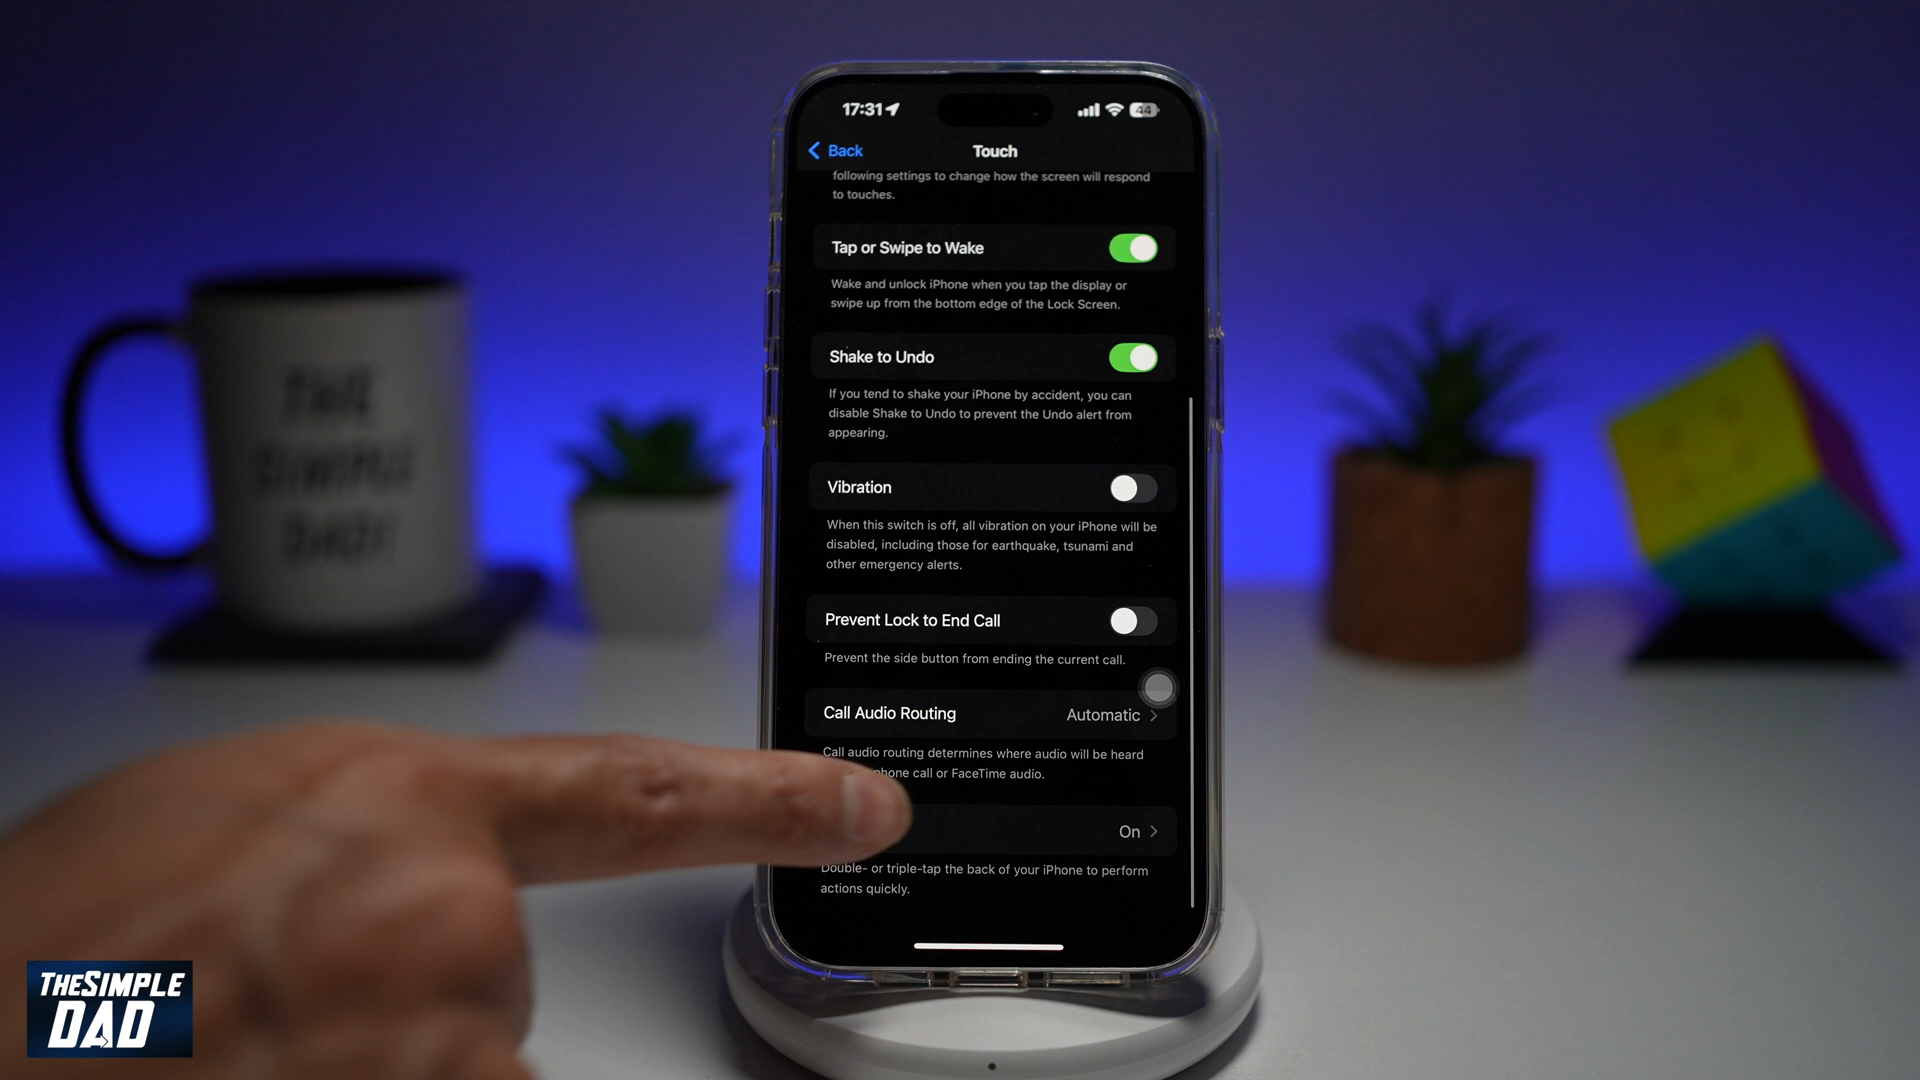 17:31
44
Back
Touch
following settings to change how the screen will respond
to touches.
Tap or Swipe to Wake
Wake and unlock iPhone when you tap the display or
swipe up from the bottom edge of the Lock Screen.
Shake to Undo
If you tend to shake your iPhone by accident, you can
disable Shake to Undo to prevent the Undo alert from
appearing.
Vibration
When this switch is off, all vibration on your iPhone will be
disabled, including those for earthquake, tsunami and
other emergency alerts.
Prevent Lock to End Call
Prevent the side button from ending the current call.
Call Audio Routing
Automatic
Call audio routing determines where audio will be heard
phone call or FaceTime audio.
On
Double- or triple-tap the back of your iPhone to perform
actions quickly.
THE
SIMPLE
DAD!
THESIMPLE
DAD